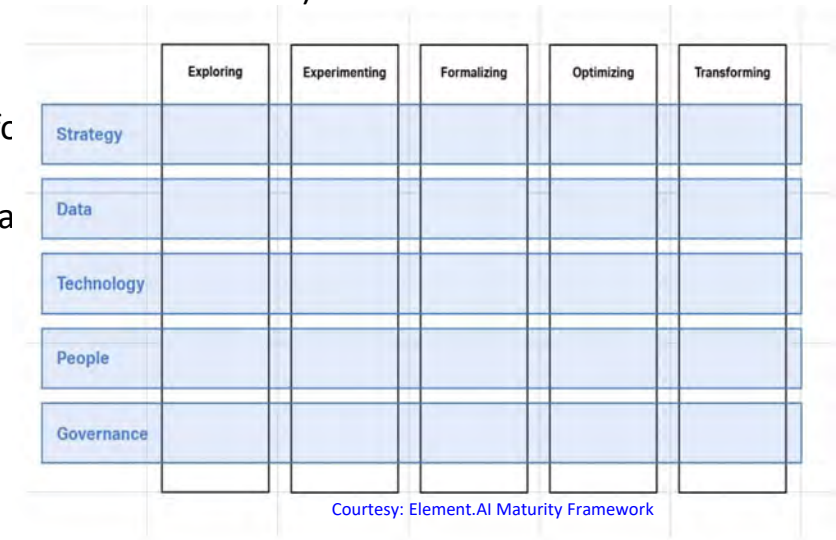 Exploring Experimenting Formalizing Optimizing Transforming
Strategy
Data
Technology
People
Governance
Courtesy: Element.AI Maturity Framework